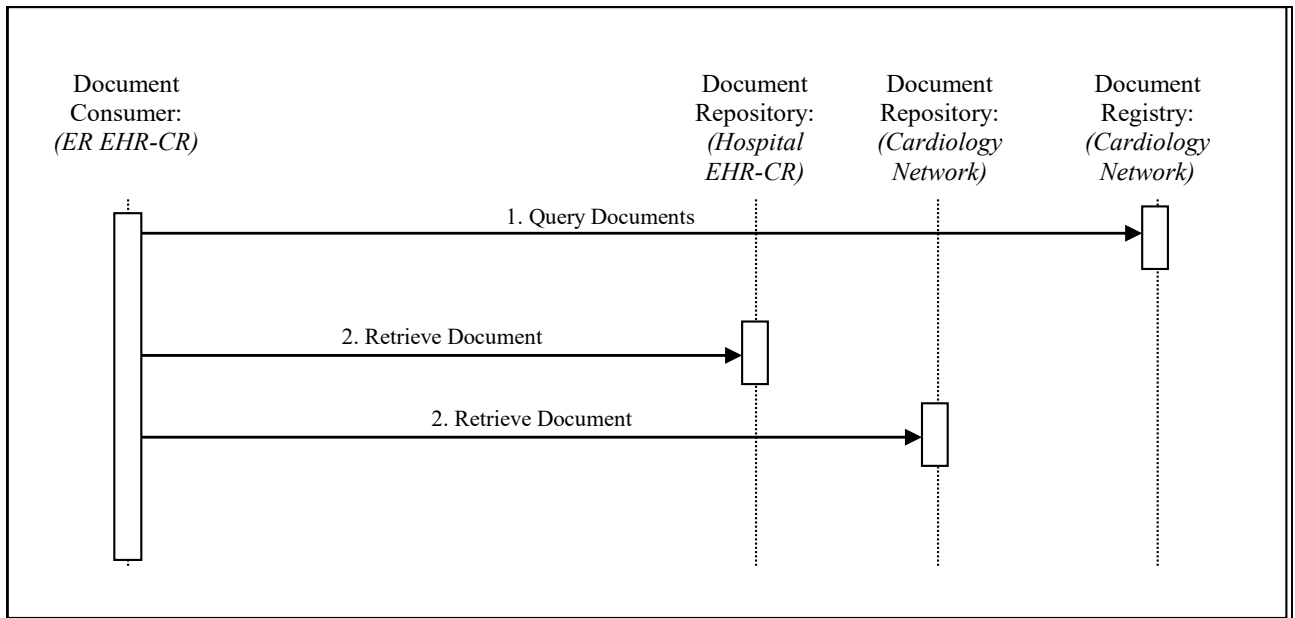 Document
Consumer:
(ER EHR-CR)
Document
Repository:
(Hospital
EHR-CR)
Document
Repository:
(Cardiology
Network)
Document
Registry:
(Cardiology
Network)
1. Query Documents
2. Retrieve Document
2. Retrieve Document